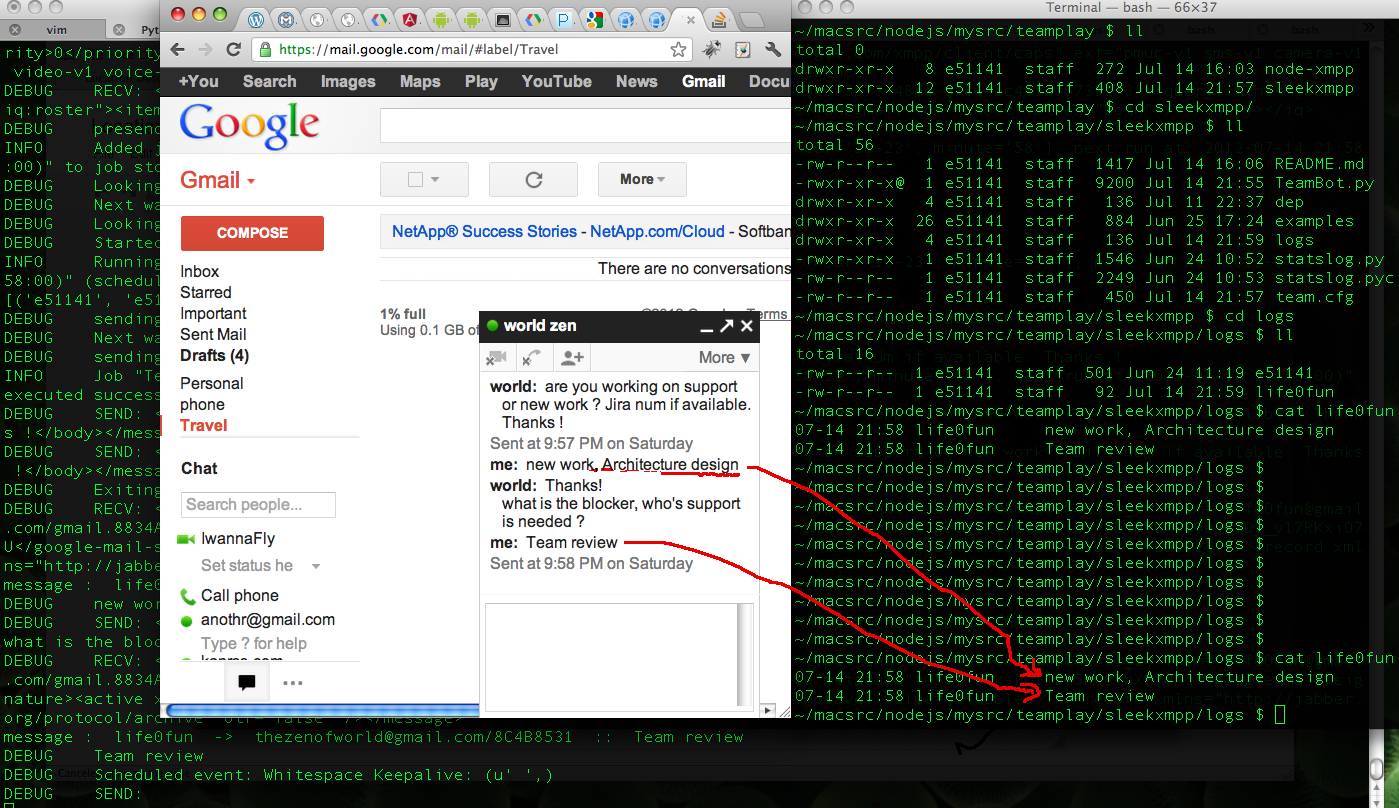 vim
Pyt
rity>0</priority
video-v1 voice-
DEBUG RECV: <
iq:roster"><item
DEBUG presenc
INFO Added j
:00)" to job sto
DEBUG Looking
DEBUG Next wa
DEBUG Looking
DEBUG Started
INFO Running
58:00)" (schedul
[('e51141', 'e51
DEBUG sending
DEBUG Next wa
DEBUG sending
INFO Job "Te
executed success
DEBUG SEND: <
s !</body></mess
DEBUG SEND: <
!</body></messa
DEBUG Exiting
DEBUG RECV: <
.com/gmail.8834A
U</google-mail-s
ns="http://jabbe
message : life0f
DEBUG new wor
DEBUG SEND: <
what is the bloc
DEBUG RECV: <
.com/gmail.8834A
nature><active x
org/protocol/archive" otr="false" /></message>
message : life0fun -> thezenofworld@gmail.com/8C4B8531 :: Team review
DEBUG Team review
DEBUG Scheduled event: Whitespace Keepalive: (u' ',)
DEBUG SEND:
https://mail.google.com/mail/#label/Travel
+You Search Images Maps Play YouTube News Gmail Docu
Google
Gmail
More
COMPOSE
NetApp® Success Stories - NetApp.com/Cloud - Softban
Inbox
Starred
Important
Sent Mail
Drafts (4)
Personal
phone
Travel
There are no conversations
1% full
Using 0.1 GB of
Terms
Chat
Search people...
IwannaFly
Set status he
Call phone
anothr@gmail.com
Type ? for help
world zen
More
world: are you working on support
or new work ? Jira num if available.
Thanks !
Sent at 9:57 PM on Saturday
me: new work, Architecture design
world: Thanks!
what is the blocker, who's support
is needed ?
me: Team review
Sent at 9:58 PM on Saturday
Terminal — bash — 66×37
~/macsrc/nodejs/mysrc/teamplay $ ll
total 0
drwxr-xr-x 8 e51141 staff 272 Jul 14 16:03 node-xmpp
drwxr-xr-x 12 e51141 staff 408 Jul 14 21:57 sleekxmpp
~/macsrc/nodejs/mysrc/teamplay $ cd sleekxmpp/
~/macsrc/nodejs/mysrc/teamplay/sleekxmpp $ ll
total 56
-rw-r--r-- 1 e51141 staff 1417 Jul 14 16:06 README.md
-rwxr-xr-x@ 1 e51141 staff 9200 Jul 14 21:55 TeamBot.py
drwxr-xr-x 4 e51141 staff 136 Jul 11 22:37 dep
drwxr-xr-x 26 e51141 staff 884 Jun 25 17:24 examples
drwxr-xr-x 4 e51141 staff 136 Jul 14 21:59 logs
-rwxr-xr-x 1 e51141 staff 1546 Jun 24 10:52 statslog.py
-rw-r--r-- 1 e51141 staff 2249 Jun 24 10:53 statslog.pyc
-rw-r--r-- 1 e51141 staff 450 Jul 14 21:57 team.cfg
~/macsrc/nodejs/mysrc/teamplay/sleekxmpp $ cd logs
~/macsrc/nodejs/mysrc/teamplay/sleekxmpp/logs $ ll
total 16
-rw-r--r-- 1 e51141 staff 501 Jun 24 11:19 e51141
-rw-r--r-- 1 e51141 staff 92 Jul 14 21:59 life0fun
~/macsrc/nodejs/mysrc/teamplay/sleekxmpp/logs $ cat life0fun
07-14 21:58 life0fun new work, Architecture design
07-14 21:58 life0fun Team review
~/macsrc/nodejs/mysrc/teamplay/sleekxmpp/logs $
~/macsrc/nodejs/mysrc/teamplay/sleekxmpp/logs $
~/macsrc/nodejs/mysrc/teamplay/sleekxmpp/logs $
~/macsrc/nodejs/mysrc/teamplay/sleekxmpp/logs $
~/macsrc/nodejs/mysrc/teamplay/sleekxmpp/logs $
~/macsrc/nodejs/mysrc/teamplay/sleekxmpp/logs $
~/macsrc/nodejs/mysrc/teamplay/sleekxmpp/logs $
~/macsrc/nodejs/mysrc/teamplay/sleekxmpp/logs $
~/macsrc/nodejs/mysrc/teamplay/sleekxmpp/logs $
~/macsrc/nodejs/mysrc/teamplay/sleekxmpp/logs $
~/macsrc/nodejs/mysrc/teamplay/sleekxmpp/logs $ cat life0fun
07-14 21:58 life0fun new work, Architecture design
07-14 21:58 life0fun Team review
~/macsrc/nodejs/mysrc/teamplay/sleekxmpp/logs $